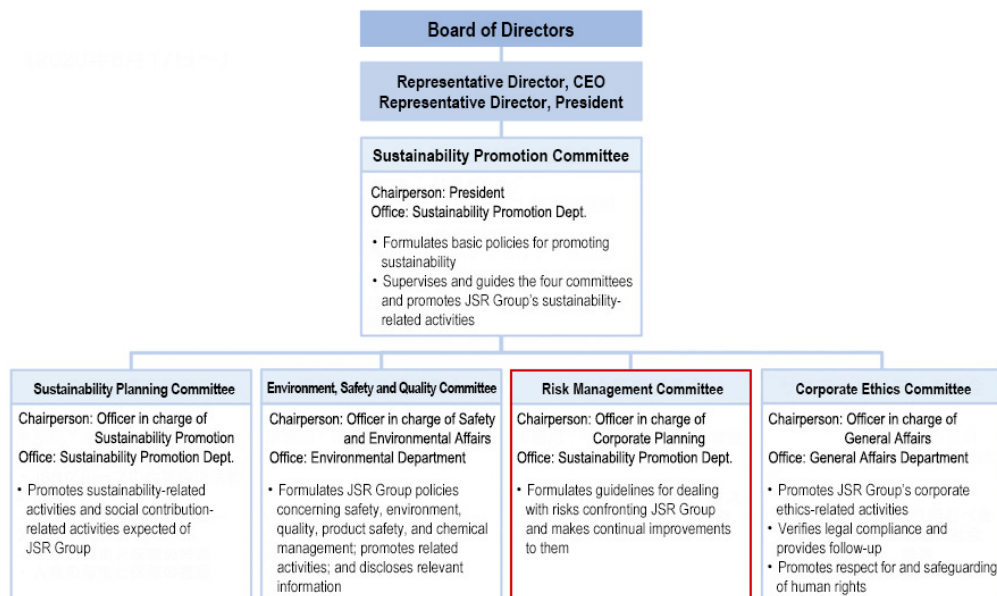 Board of Directors
Representative Director, CEO
Representative Director, President
Sustainability Promotion Committee
Chairperson: President
Office: Sustainability Promotion Dept.
• Formulates basic policies for promoting
sustainability
• Supervises and guides the four committees
and promotes JSR Group's sustainability-
related activities
Sustainability Planning Committee
Chairperson: Officer in charge of
Sustainability Promotion
Office: Sustainability Promotion Dept.
• Promotes sustainability-related
activities and social contribution-
related activities expected of
JSR Group
Environment, Safety and Quality Committee
Chairperson: Officer in charge of Safety
and Environmental Affairs
Office: Environmental Department
• Formulates JSR Group policies
concerning safety, environment,
quality, product safety, and chemical
management; promotes related
activities; and discloses relevant
information
Risk Management Committee
Chairperson: Officer in charge of
Corporate Planning
Office: Sustainability Promotion Dept.
• Formulates guidelines for dealing
with risks confronting JSR Group
and makes continual improvements
to them
Corporate Ethics Committee
Chairperson: Officer in charge of
General Affairs
Office: General Affairs Department
• Promotes JSR Group's corporate
ethics-related activities
• Verifies legal compliance and
provides follow-up
• Promotes respect for and safeguarding
of human rights